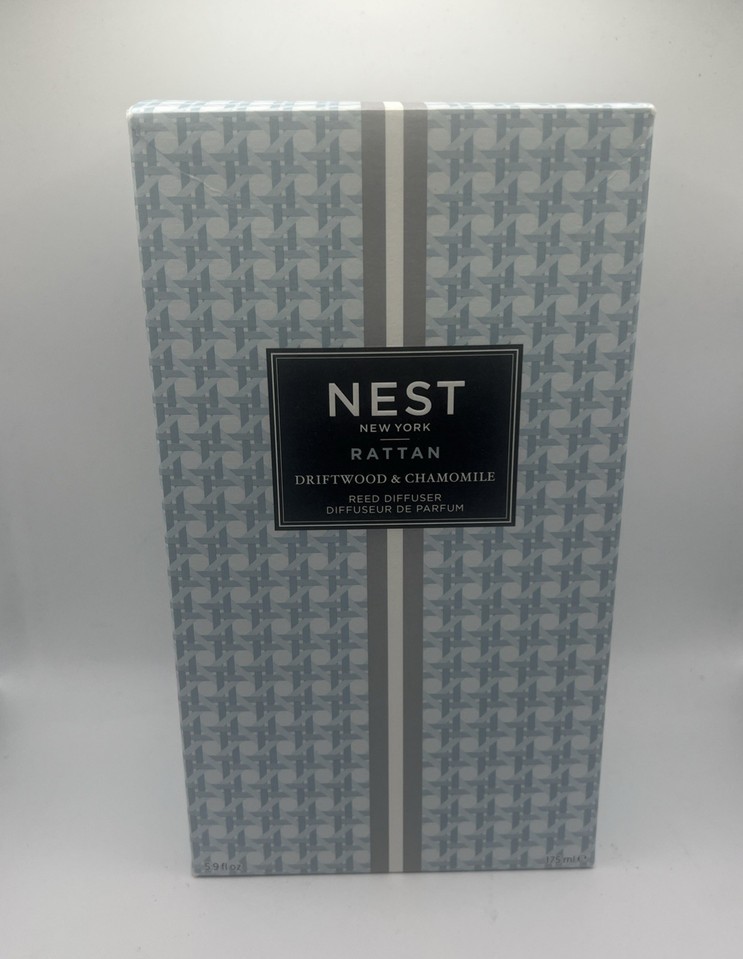 NEST
NEW YORK
RATTAN
DRIFTWOOD & CHAMOMILE
REED DIFFUSER
DIFFUSEUR DE PARFUM
5.9 fl oz
175 ml ℮